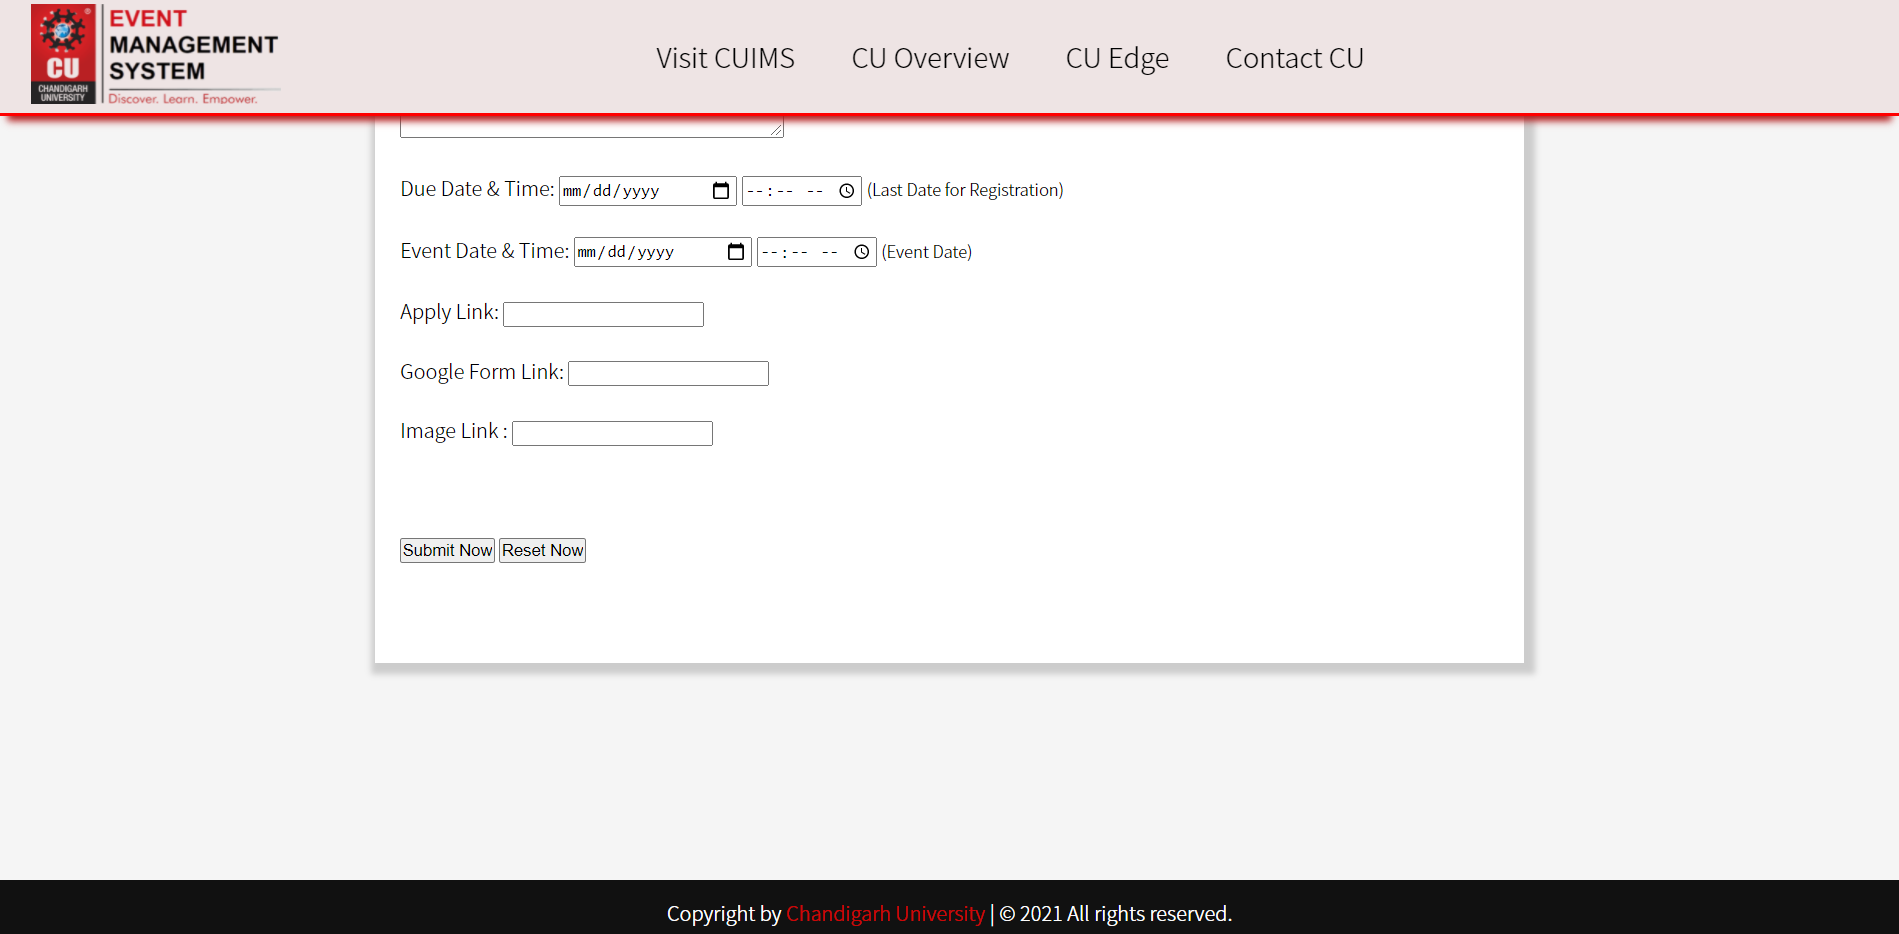 EVENT
MANAGEMENT
SYSTEM
CU
CHANDIGARH
UNIVERSITY
Discover. Learn. Empower.
Visit CUIMS CU Overview CU Edge Contact CU
Due Date & Time: mm/dd/yyyy --:-- -- (Last Date for Registration)
Event Date & Time: mm/dd/yyyy --:-- -- (Event Date)
Apply Link:
Google Form Link:
Image Link :
Submit Now Reset Now
Copyright by Chandigarh University | © 2021 All rights reserved.